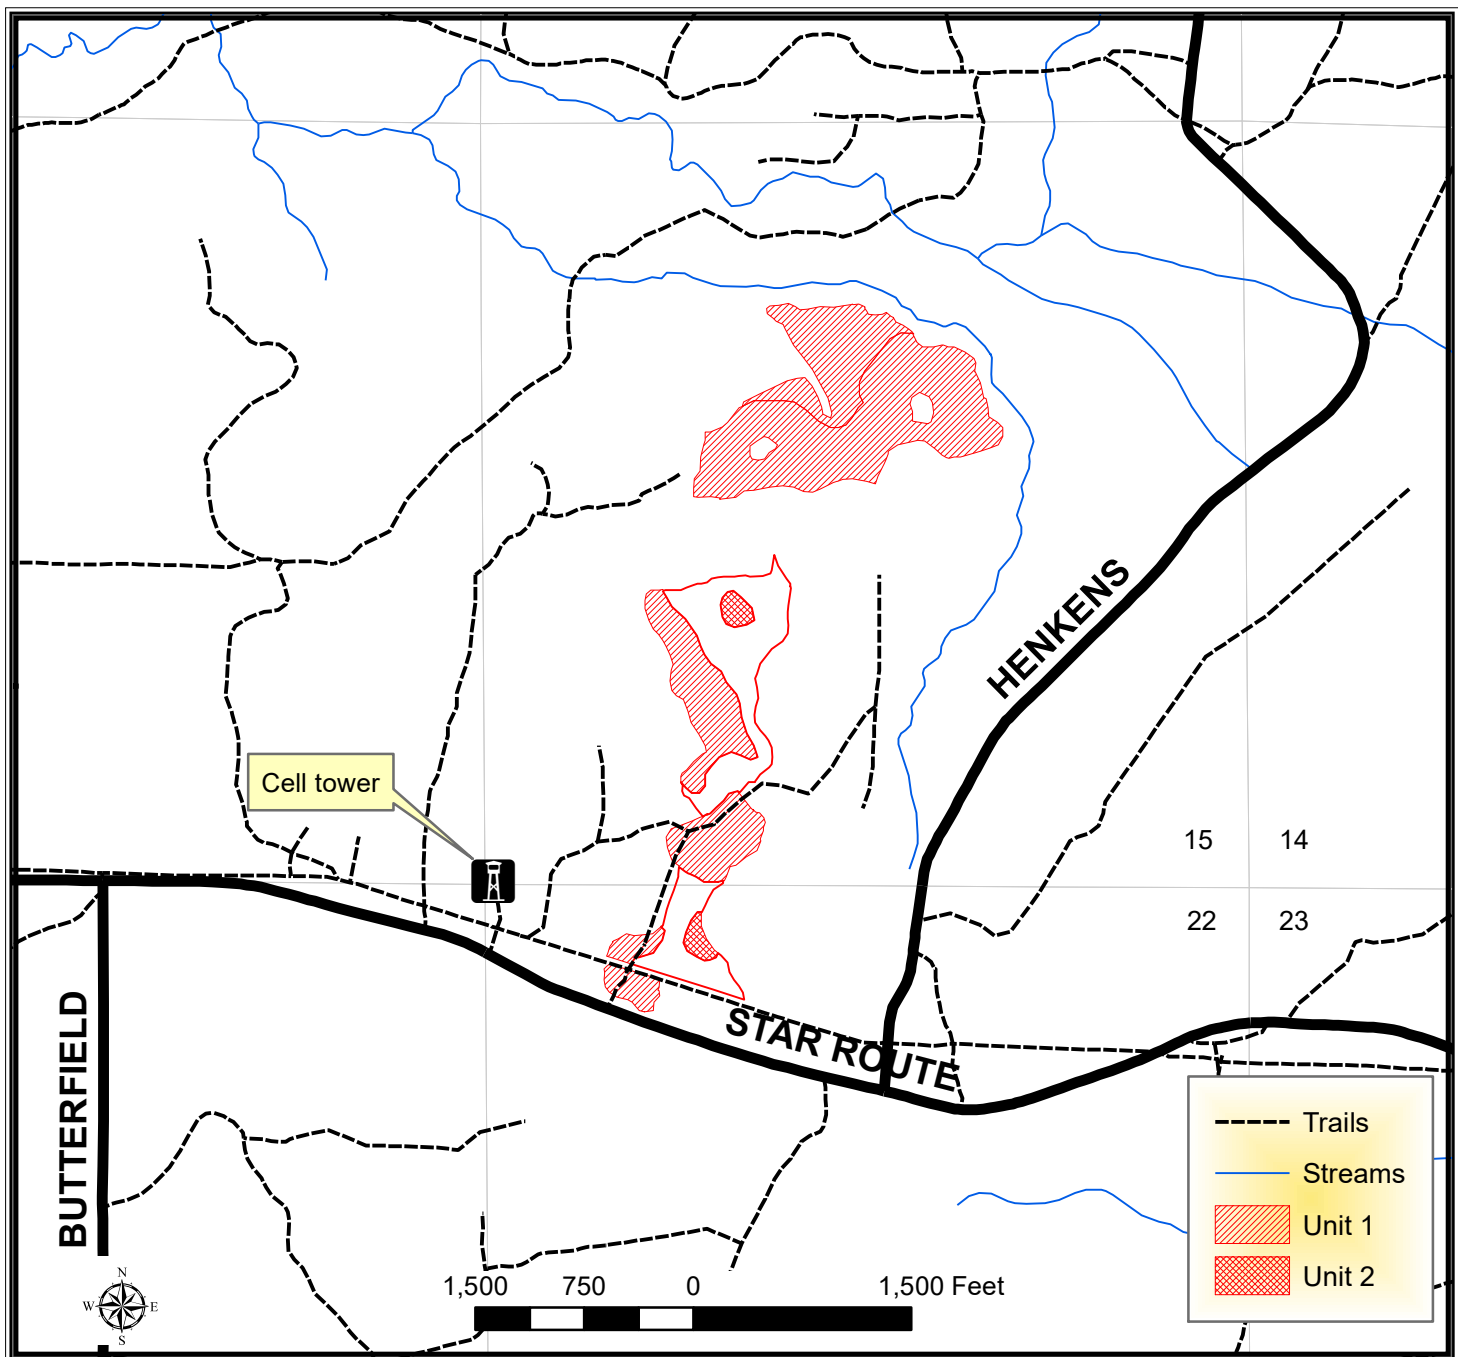 HENKENS
Cell tower
15 14
22 23
STAR ROUTE
BUTTERFIELD
Trails
Streams
Unit 1
Unit 2
N
W E
S
1,500 750 0 1,500 Feet